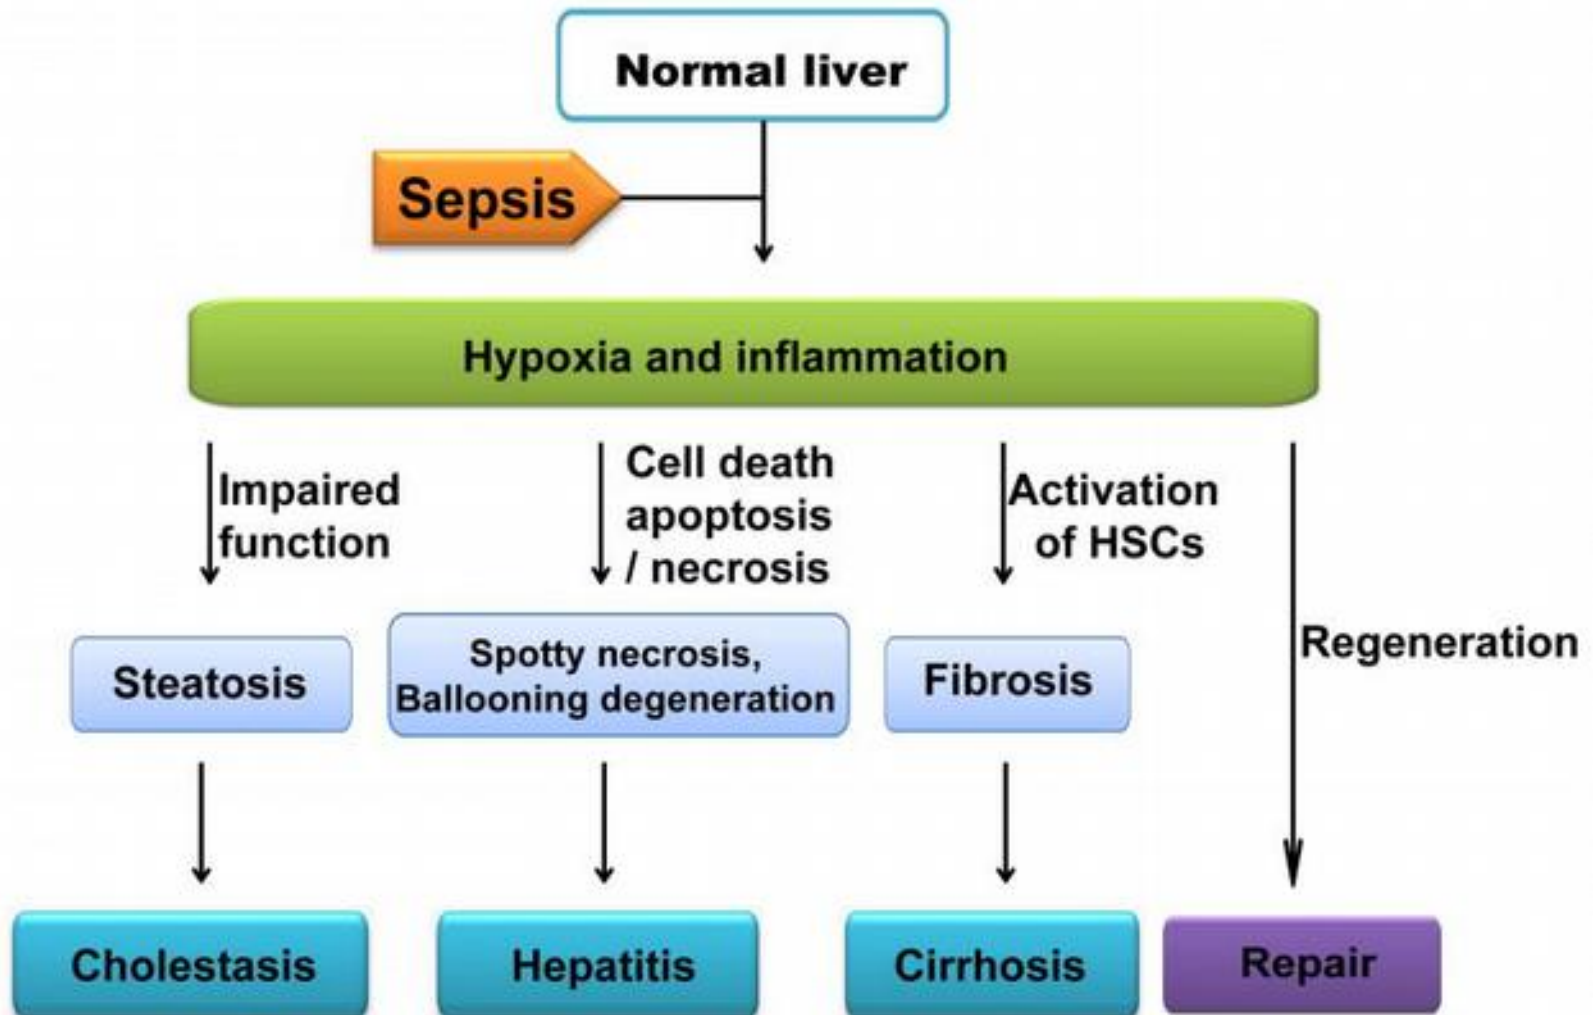 Normal liver
Sepsis
Hypoxia and inflammation
Impaired
function
Cell death
apoptosis
/ necrosis
Activation
of HSCs
Regeneration
Steatosis
Spotty necrosis,
Ballooning degeneration
Fibrosis
Cholestasis
Hepatitis
Cirrhosis
Repair